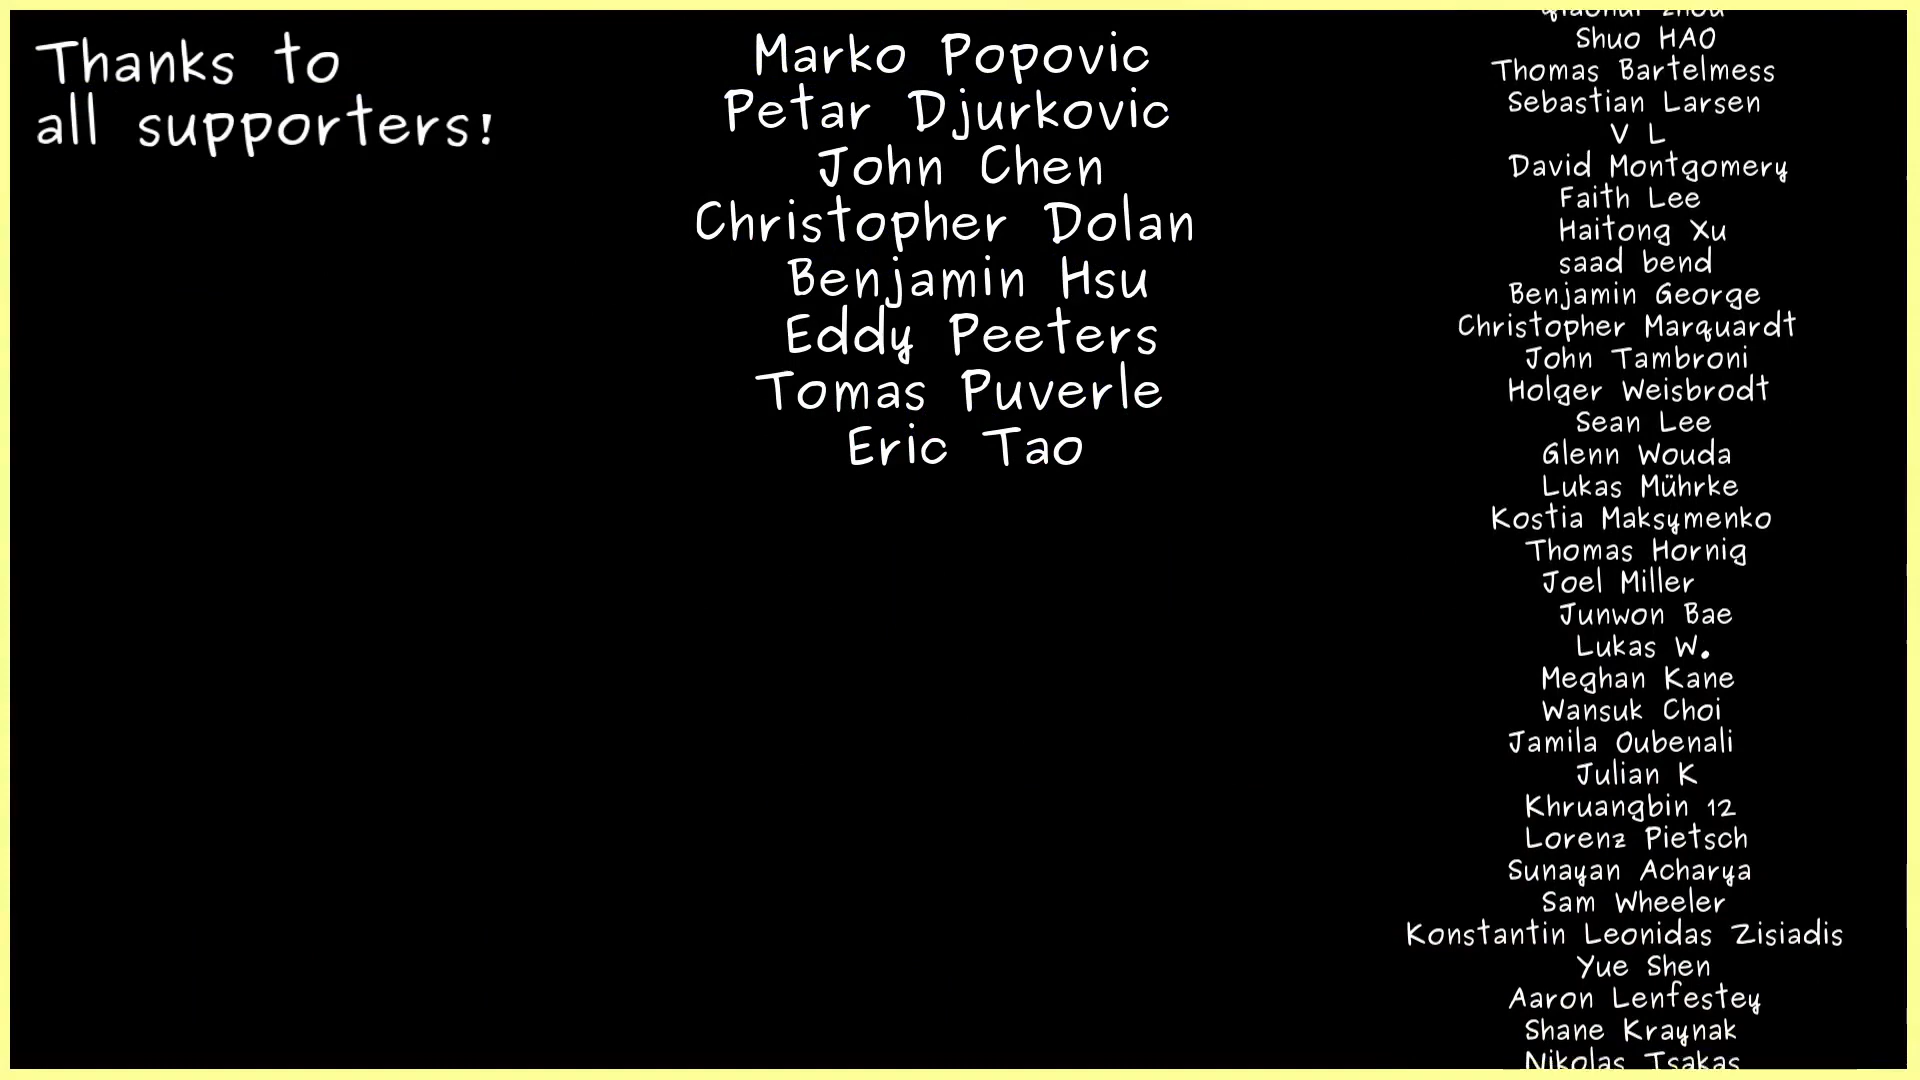 Thanks to
all supporters!
Marko Popovic
Petar Djurkovic
John Chen
Christopher Dolan
Benjamin Hsu
Eddy Peeters
Tomas Puverle
Eric Tao
Shuo HAO
Thomas Bartelmess
Sebastian Larsen
V L
David Montgomery
Faith Lee
Haitong Xu
saad bend
Benjamin George
Christopher Marquardt
John Tambroni
Holger Weisbrodt
Sean Lee
Glenn Wouda
Lukas Mührke
Kostia Maksymenko
Thomas Hornig
Joel Miller
Junwon Bae
Lukas W.
Meghan Kane
Wansuk Choi
Jamila Oubenali
Julian K
Khruangbin 12
Lorenz Pietsch
Sunayan Acharya
Sam Wheeler
Konstantin Leonidas Zisiadis
Yue Shen
Aaron Lenfestey
Shane Kraynak
Nikolas Tsakas